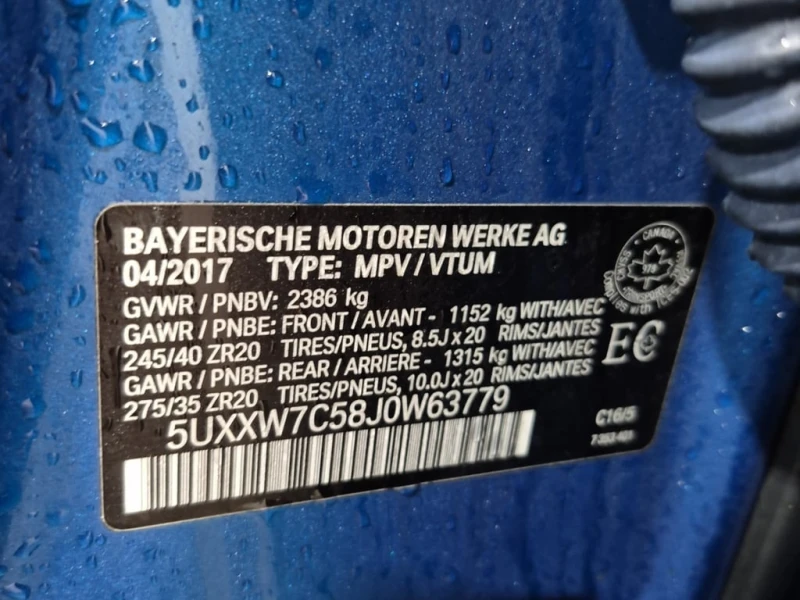 BAYERISCHE MOTOREN WERKE AG
04/2017 TYPE: MPV / VTUM
GVWR / PNBV: 2386 kg
GAWR / PNBE: FRONT / AVANT - 1152 kg WITH/AVEC
245/40 ZR20 TIRES/PNEUS, 8.5J x 20 RIMS/JANTES
GAWR / PNBE: REAR / ARRIERE - 1315 kg WITH/AVEC
275/35 ZR20 TIRES/PNEUS, 10.0J x 20 RIMS/JANTES
5UXXW7C58J0W63779
CANADA
EC
C16/5